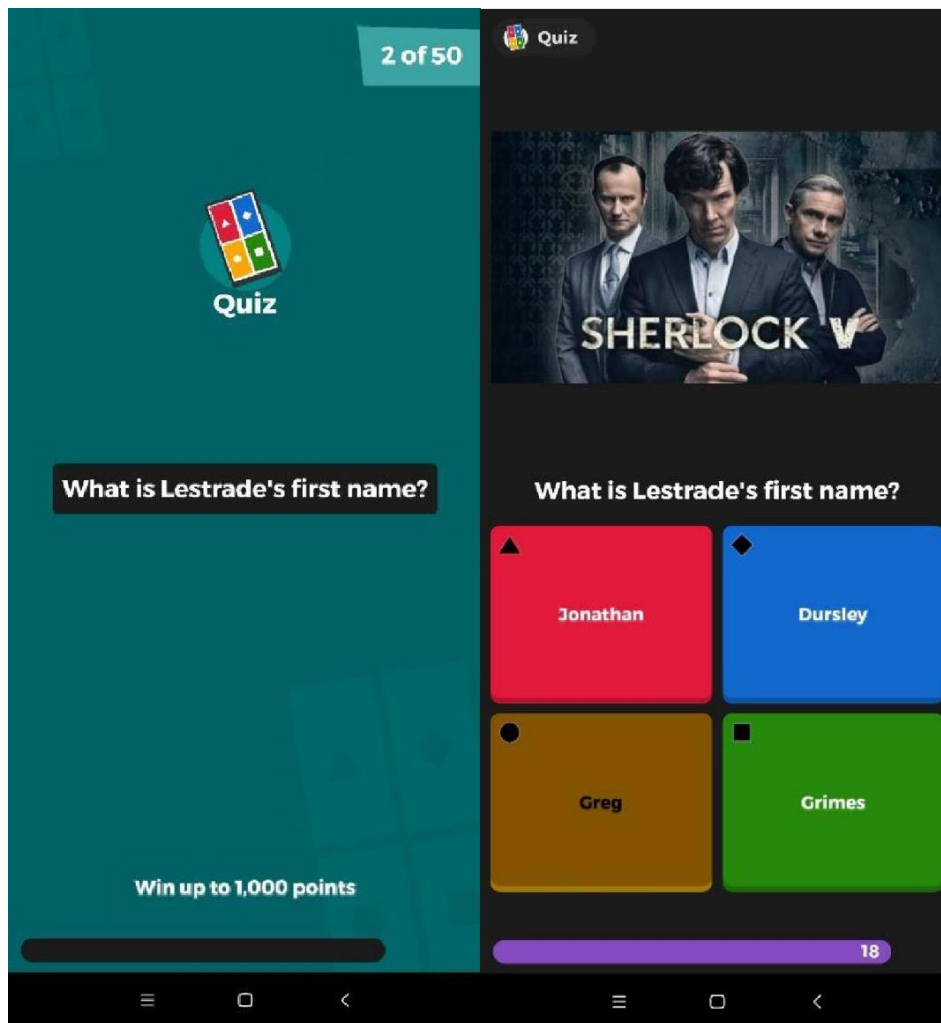 2 of 50
Quiz
What is Lestrade's first name?
Win up to 1,000 points
Quiz
SHERLOCK V
What is Lestrade's first name?
Jonathan
Dursley
Greg
Grimes
18